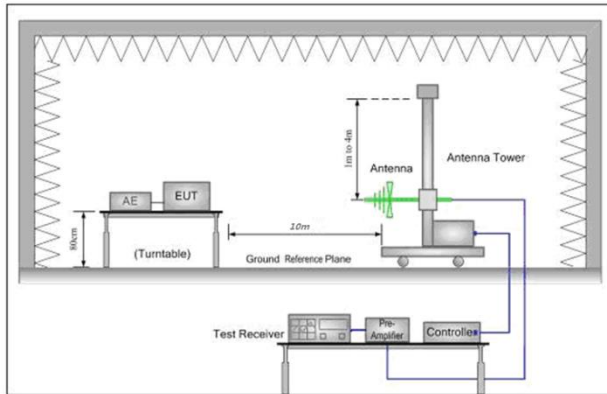 1m to 4m
Antenna
Antenna Tower
AE
EUT
80cm
(Turntable)
10m
Ground Reference Plane
Test Receiver
Pre-
Amplifier
Controller